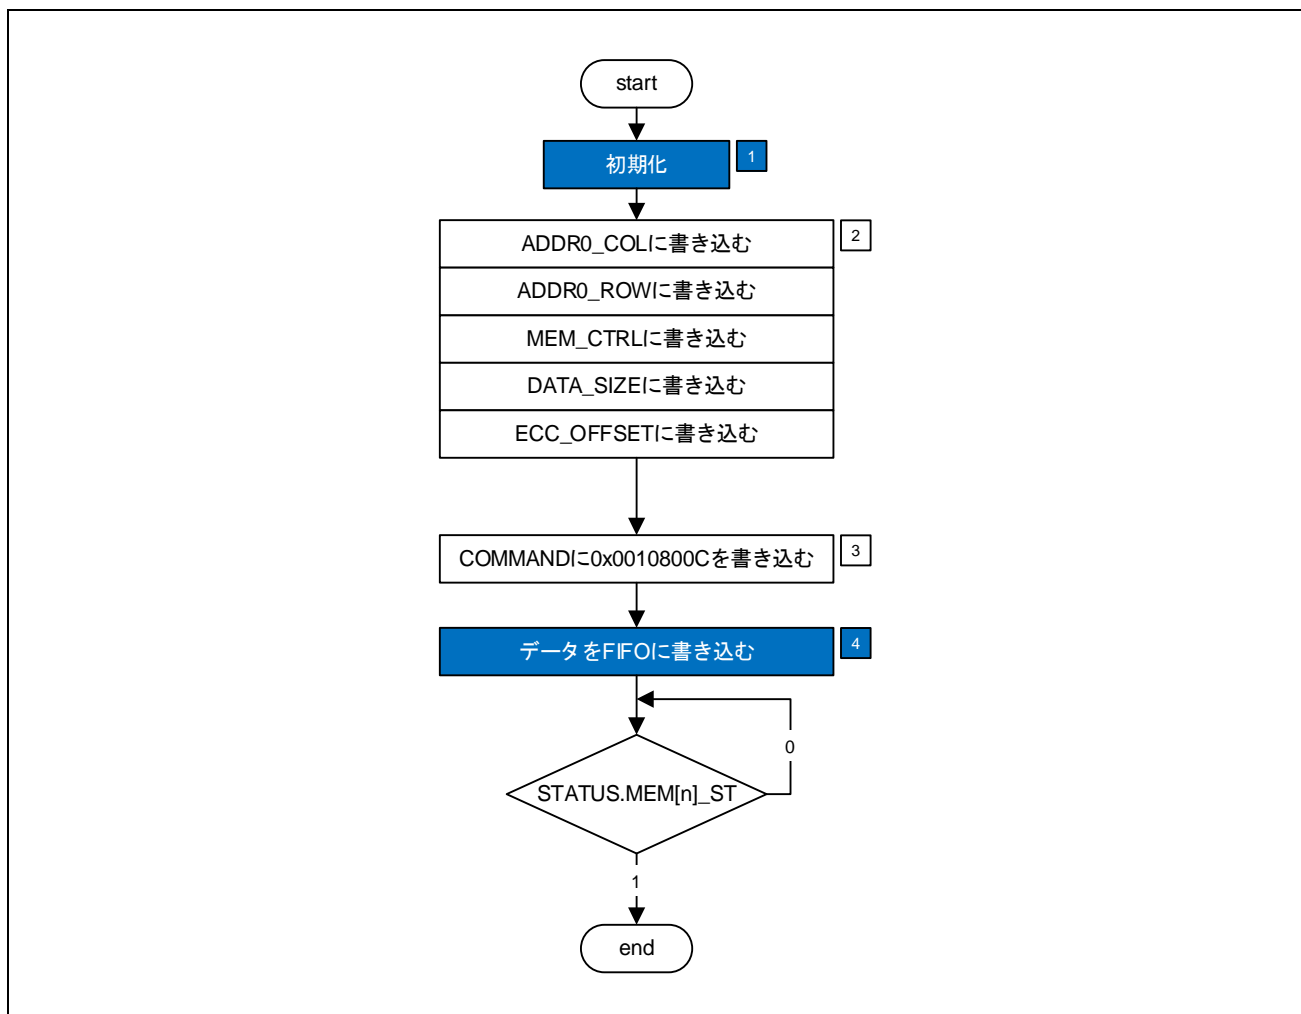 start
初期化
1
ADDR0_COLに書き込む
2
ADDR0_ROWに書き込む
MEM_CTRLに書き込む
DATA_SIZEに書き込む
ECC_OFFSETに書き込む
COMMANDに0x0010800Cを書き込む
3
データをFIFOに書き込む
4
0
STATUS.MEM[n]_ST
1
end